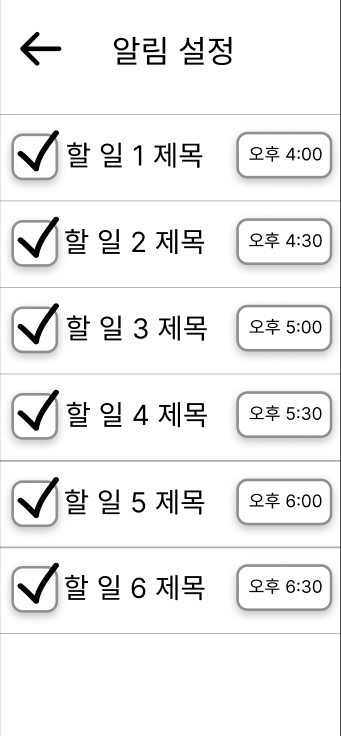 알림 설정
할 일 1 제목 오후 4:00
할 일 2 제목 오후 4:30
할 일 3 제목 오후 5:00
할 일 4 제목 오후 5:30
할 일 5 제목 오후 6:00
할 일 6 제목 오후 6:30